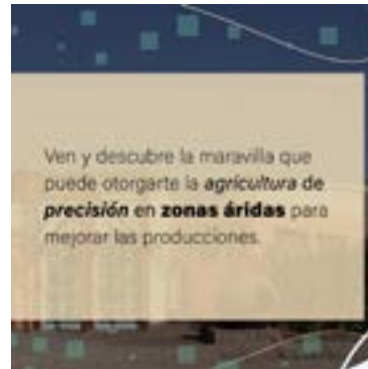 Ven y descubre la maravilla que
puede otorgarte la agricultura de
precisión en zonas áridas para
mejorar las producciones.